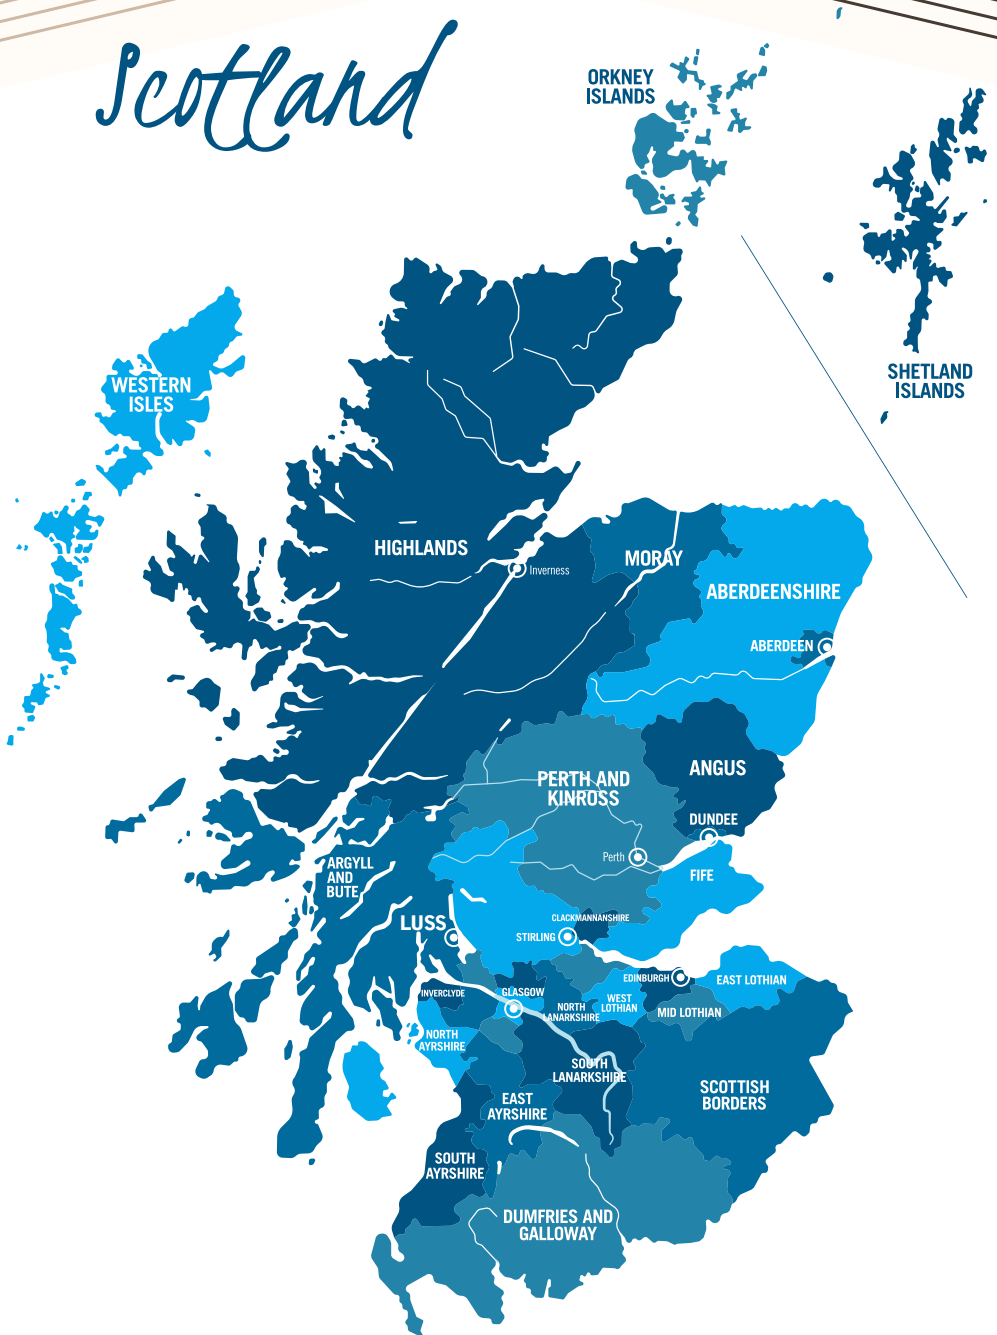 Scotland
ORKNEY
ISLANDS
SHETLAND
ISLANDS
WESTERN
ISLES
HIGHLANDS
Inverness
MORAY
ABERDEENSHIRE
ABERDEEN
PERTH AND
KINROSS
ANGUS
DUNDEE
Perth
FIFE
ARGYLL
AND
BUTE
LUSS
CLACKMANNANSHIRE
STIRLING
EDINBURGH
EAST LOTHIAN
INVERCLYDE
GLASGOW
NORTH
LANARKSHIRE
WEST
LOTHIAN
MID LOTHIAN
NORTH
AYRSHIRE
SOUTH
LANARKSHIRE
SCOTTISH
BORDERS
EAST
AYRSHIRE
SOUTH
AYRSHIRE
DUMFRIES AND
GALLOWAY